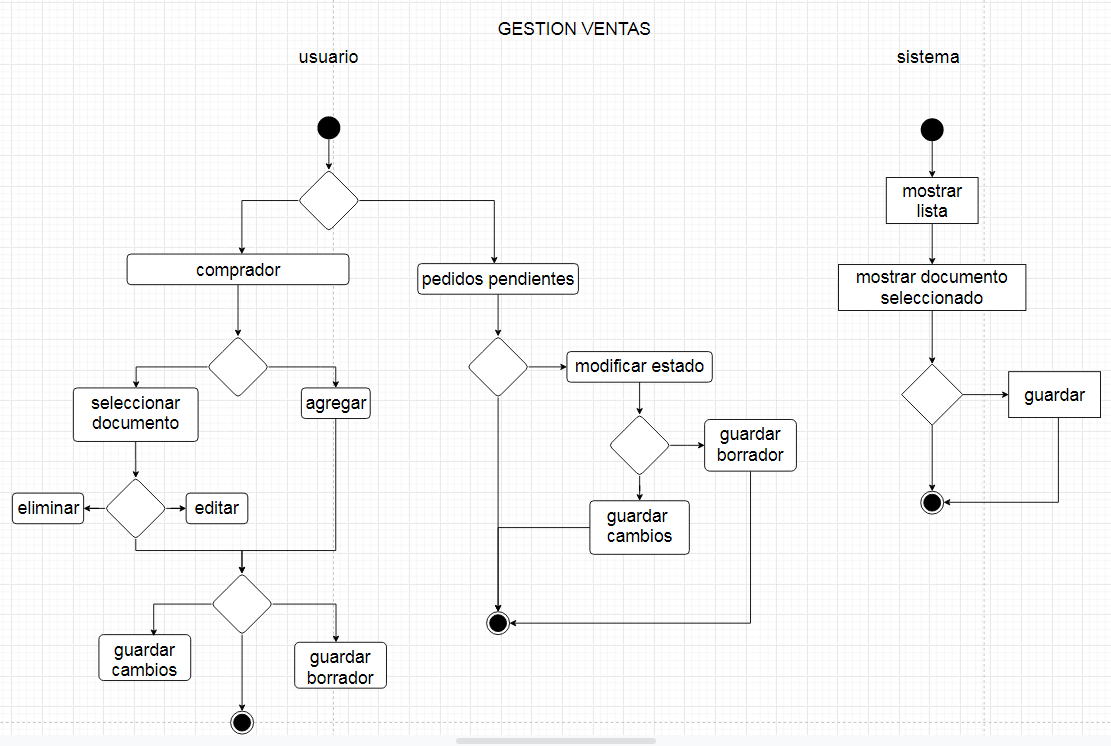 GESTION VENTAS
usuario
sistema
mostrar
lista
comprador
pedidos pendientes
mostrar documento
seleccionado
modificar estado
seleccionar
documento
agregar
guardar
guardar
borrador
eliminar
editar
guardar
cambios
guardar
cambios
guardar
borrador